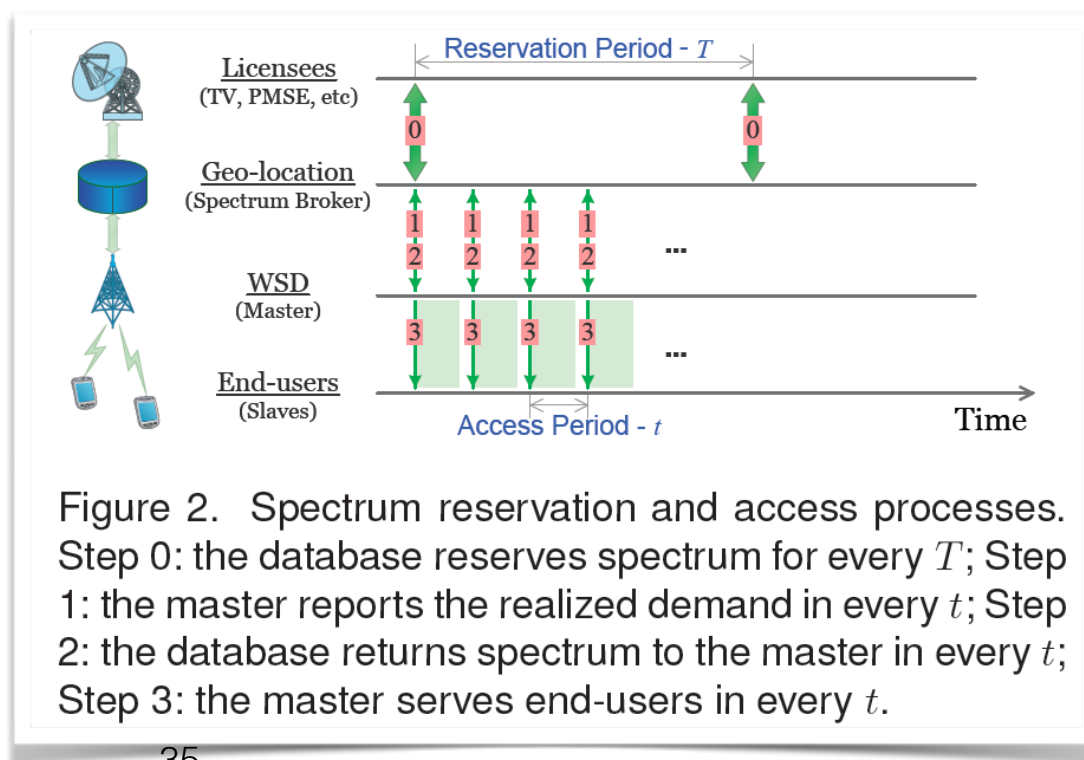 Reservation Period - T
Licensees
(TV, PMSE, etc)
0 0
Geo-location
(Spectrum Broker)
1 1 1 1
2 2 2 2
...
WSD
(Master)
3 3 3 3
...
End-users
(Slaves)
Time
Access Period - t
Figure 2. Spectrum reservation and access processes.
Step 0: the database reserves spectrum for every T; Step
1: the master reports the realized demand in every t; Step
2: the database returns spectrum to the master in every t;
Step 3: the master serves end-users in every t.
35